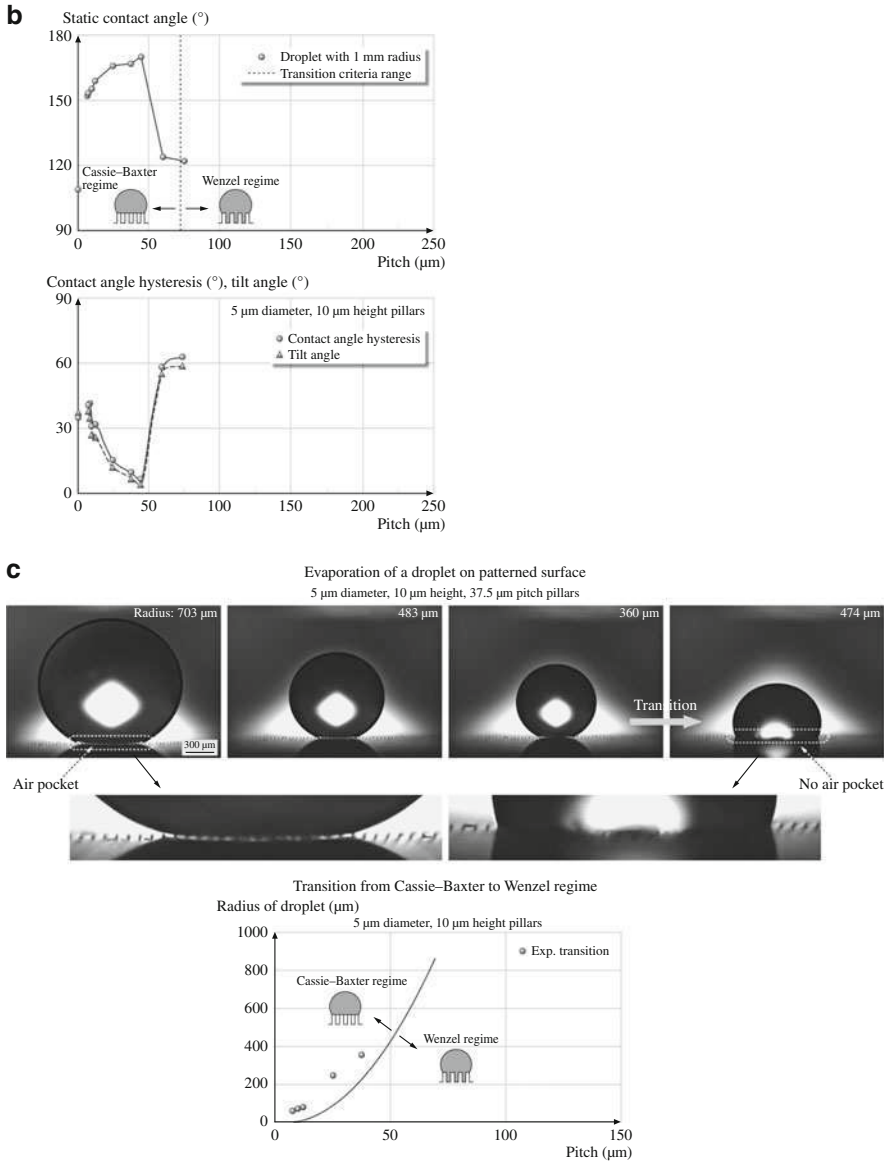 b
Static contact angle (°)
180
150
120
90
Droplet with 1 mm radius
Transition criteria range
Cassie–Baxter
regime
Wenzel regime
0
50
100
150
200
250
Pitch (µm)
Contact angle hysteresis (°), tilt angle (°)
90
60
30
0
5 µm diameter, 10 µm height pillars
Contact angle hysteresis
Tilt angle
0
50
100
150
200
250
Pitch (µm)
c
Evaporation of a droplet on patterned surface
5 µm diameter, 10 µm height, 37.5 µm pitch pillars
Radius: 703 µm
483 µm
360 µm
474 µm
Transition
300 µm
Air pocket
No air pocket
Transition from Cassie–Baxter to Wenzel regime
Radius of droplet (µm)
5 µm diameter, 10 µm height pillars
1000
800
600
400
200
0
Exp. transition
Cassie–Baxter regime
Wenzel regime
0
50
100
150
Pitch (µm)